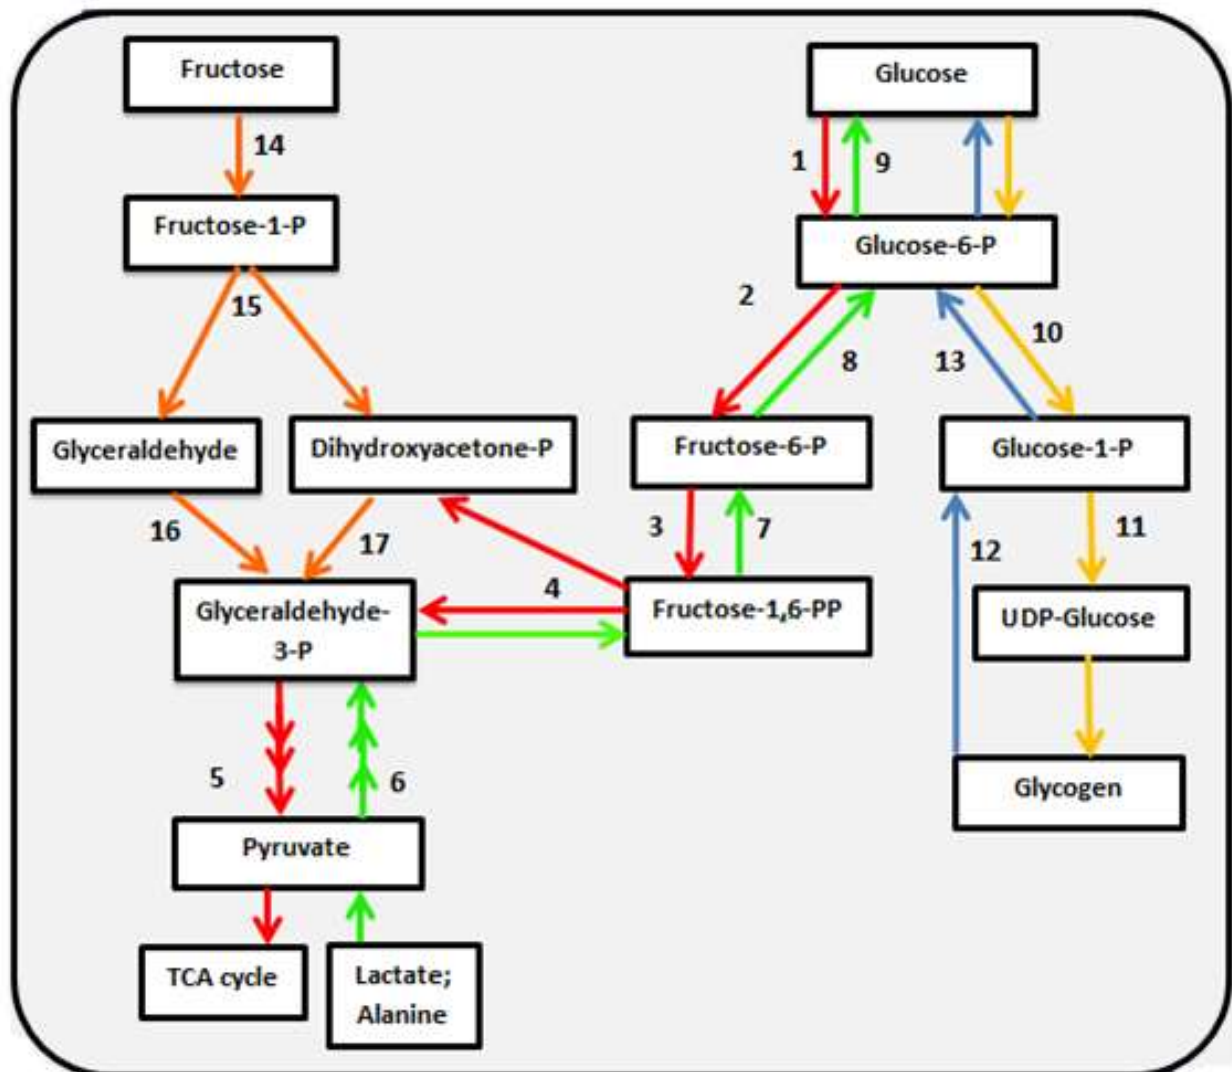 Fructose
Glucose
14
1
9
Fructose-1-P
Glucose-6-P
15
2
10
8
13
Glyceraldehyde
Dihydroxyacetone-P
Fructose-6-P
Glucose-1-P
16
17
3
7
12
11
4
Glyceraldehyde-
3-P
Fructose-1,6-PP
UDP-Glucose
5
6
Glycogen
Pyruvate
TCA cycle
Lactate;
Alanine